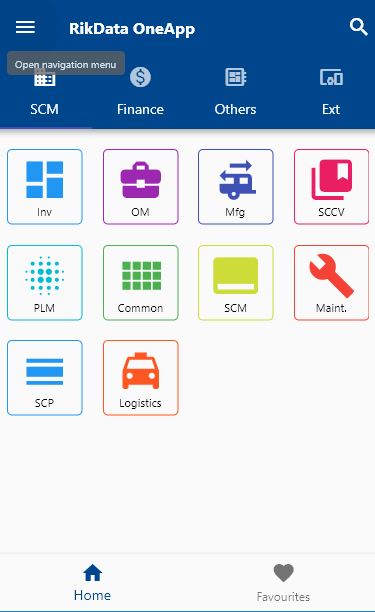 RikData OneApp
Open navigation menu
SCM Finance Others Ext
Inv OM Mfg SCCV
PLM Common SCM Maint.
SCP Logistics
Home Favourites